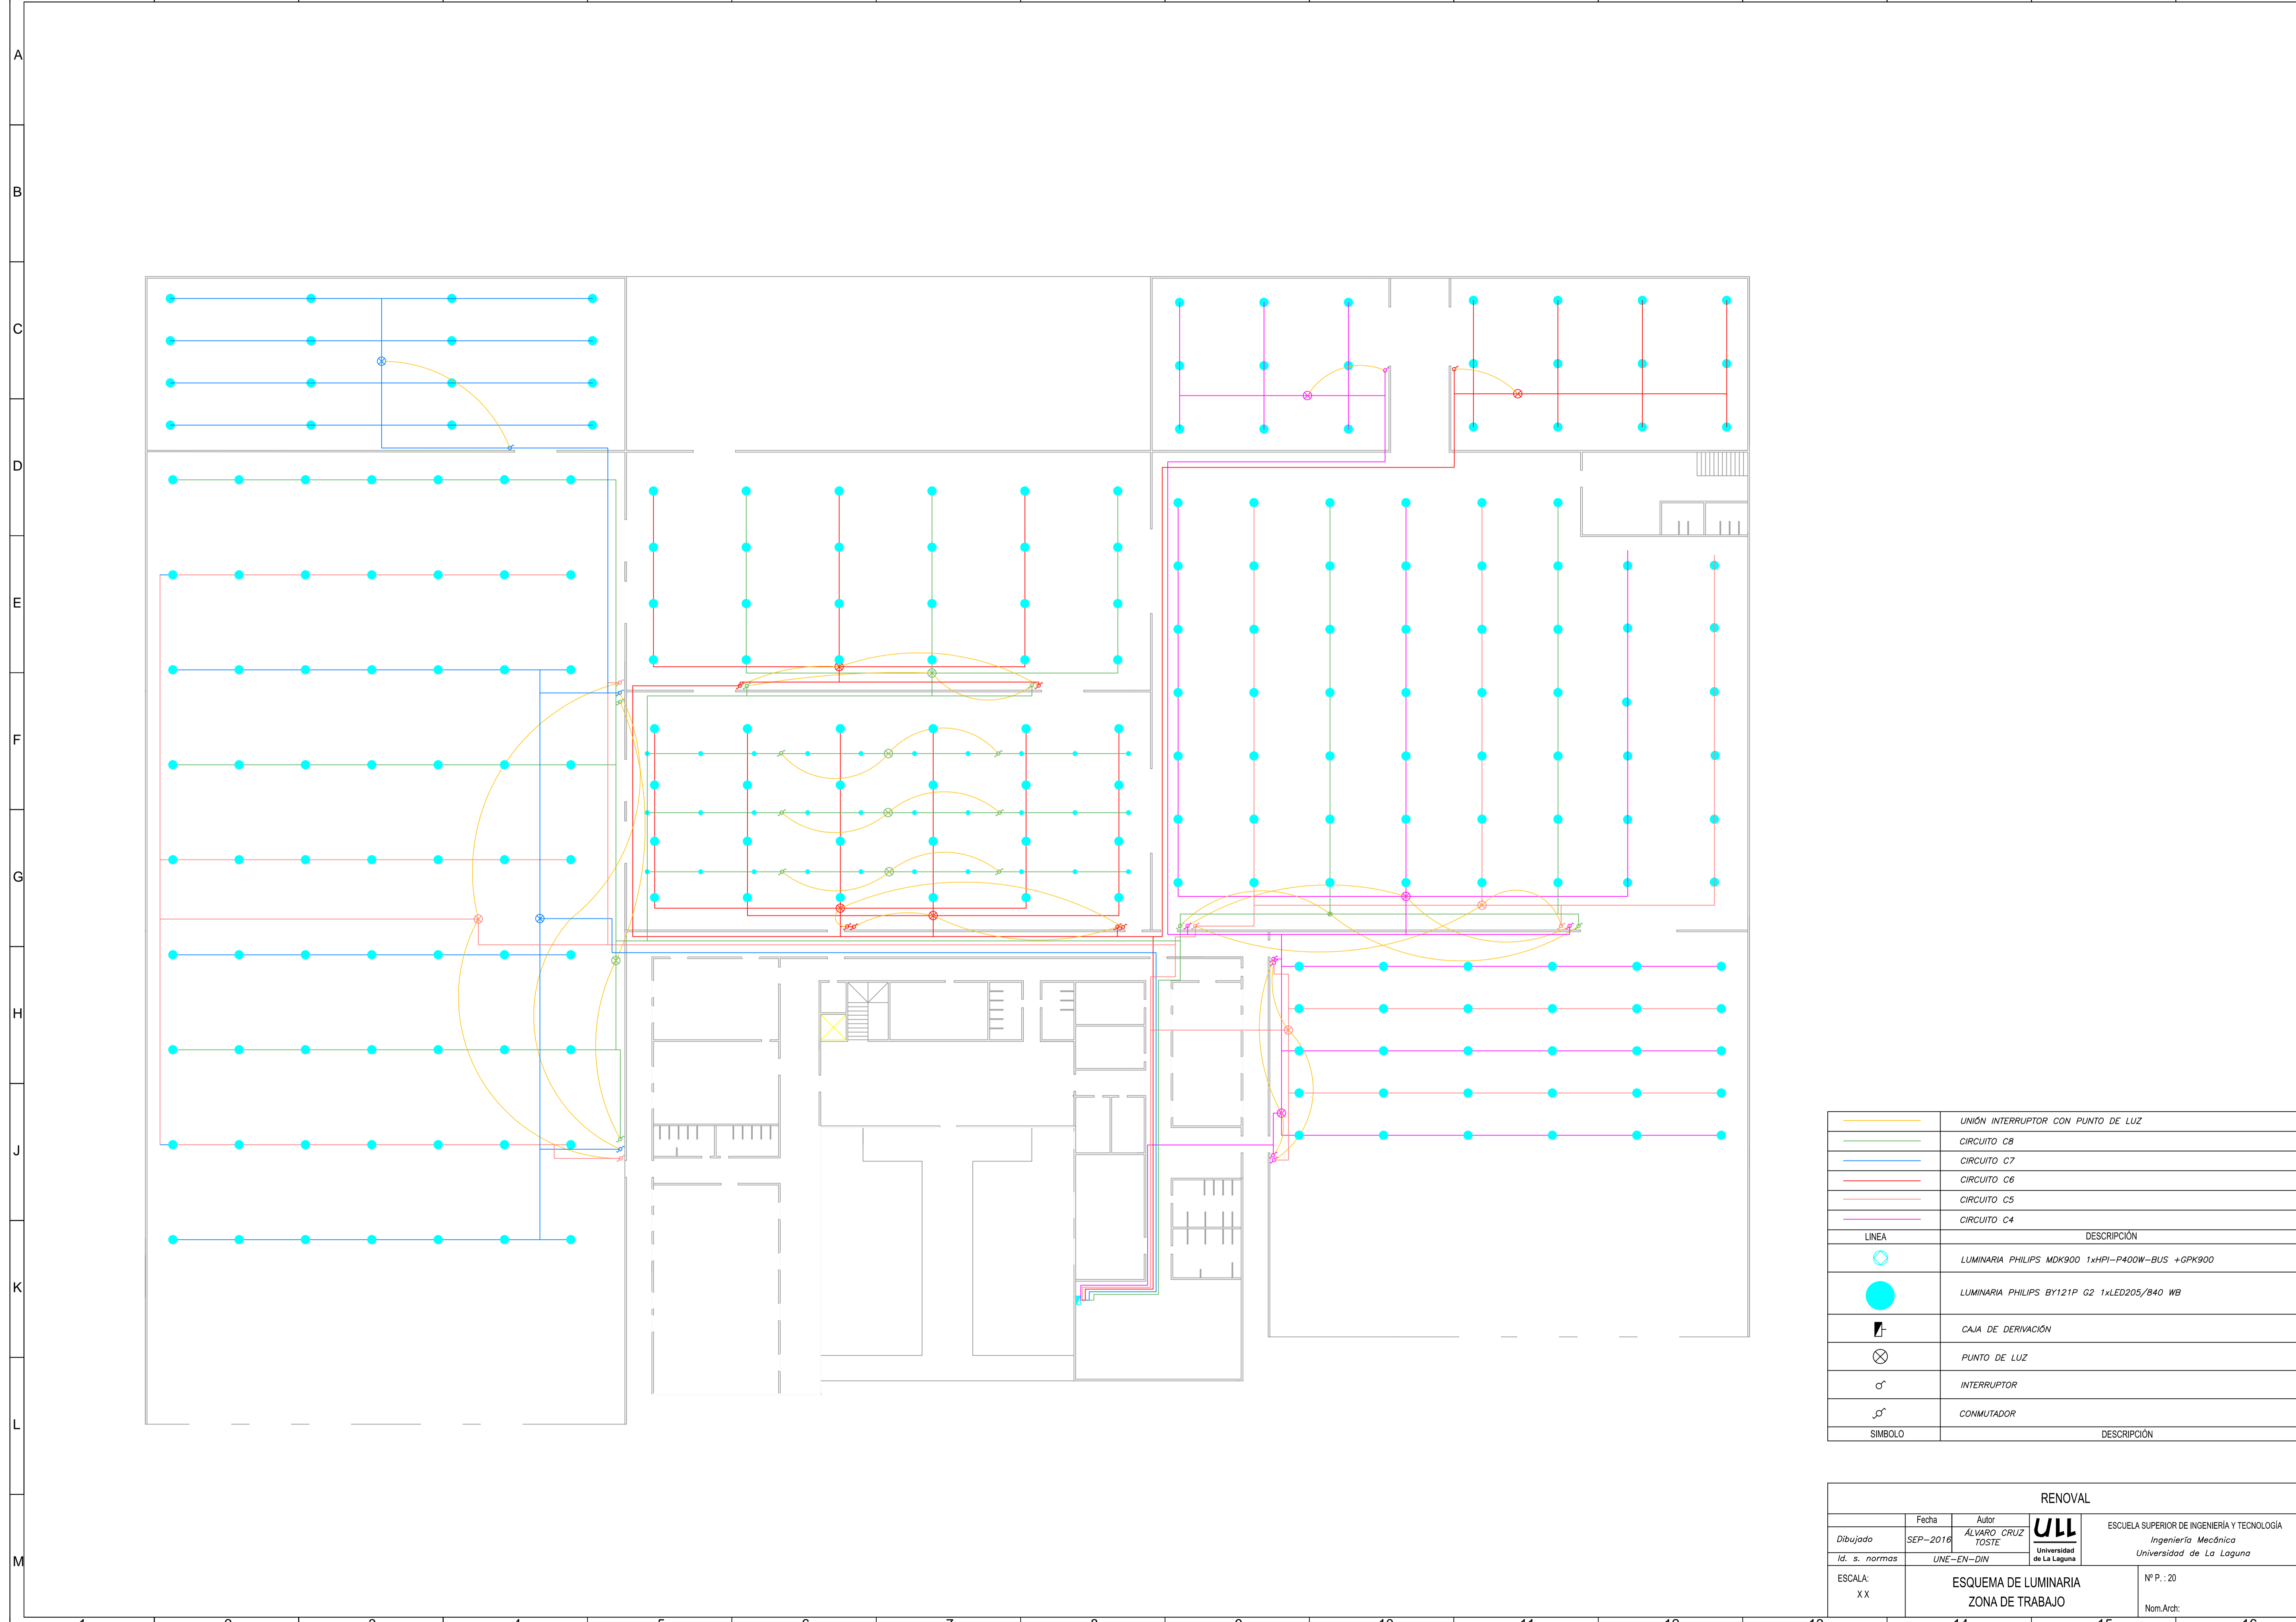 A
B
C
D
E
F
G
H
J
K
L
M
UNIÓN INTERRUPTOR CON PUNTO DE LUZ
CIRCUITO C8
CIRCUITO C7
CIRCUITO C6
CIRCUITO C5
CIRCUITO C4
LINEA DESCRIPCIÓN
LUMINARIA PHILIPS MDK900 1xHPI-P400W-BUS +GPK900
LUMINARIA PHILIPS BY121P G2 1xLED205/840 WB
CAJA DE DERIVACIÓN
PUNTO DE LUZ
INTERRUPTOR
CONMUTADOR
SIMBOLO DESCRIPCIÓN
RENOVAL
Fecha Autor
Dibujado SEP-2016 ÁLVARO CRUZ
TOSTE
Id. s. normas UNE-EN-DIN
ULL
Universidad
de La Laguna
ESCUELA SUPERIOR DE INGENIERÍA Y TECNOLOGÍA
Ingeniería Mecánica
Universidad de La Laguna
ESCALA:
X X
ESQUEMA DE LUMINARIA
ZONA DE TRABAJO
Nº P. : 20
Nom.Arch: